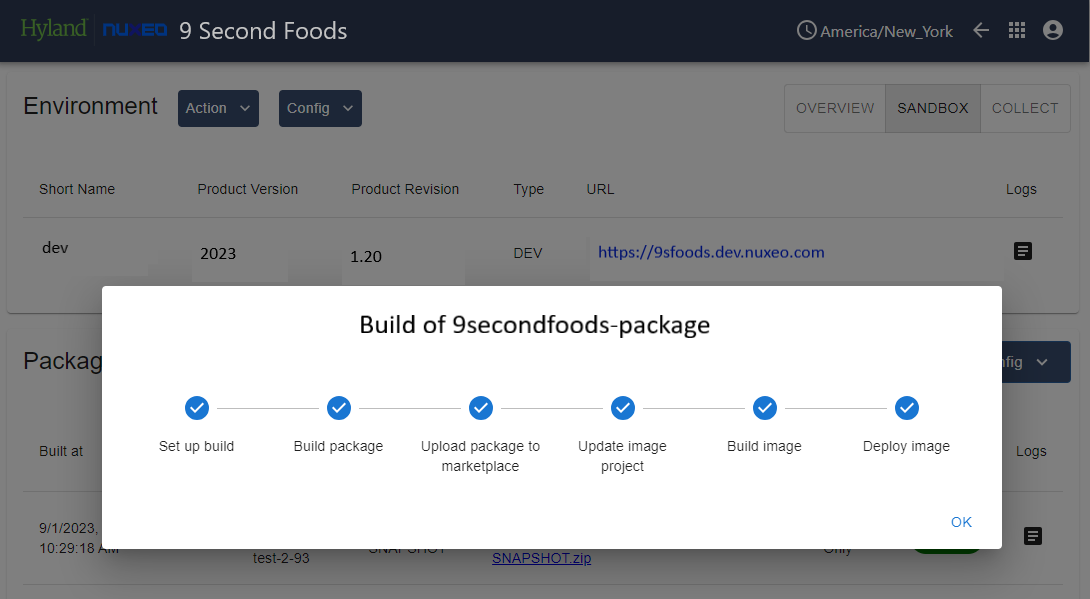 Hyland nuxeo 9 Second Foods America/New_York
Environment Action Config OVERVIEW SANDBOX COLLECT
Short Name Product Version Product Revision Type URL Logs
dev 2023 1.20 DEV https://9sfoods.dev.nuxeo.com
Build of 9secondfoods-package
Packag nfig
Set up build Build package Upload package to Update image Build image Deploy image
marketplace project
Built at Logs
OK
9/1/2023,
10:29:18 AM SNAPSHOT Only
test-2-93 SNAPSHOT.zip